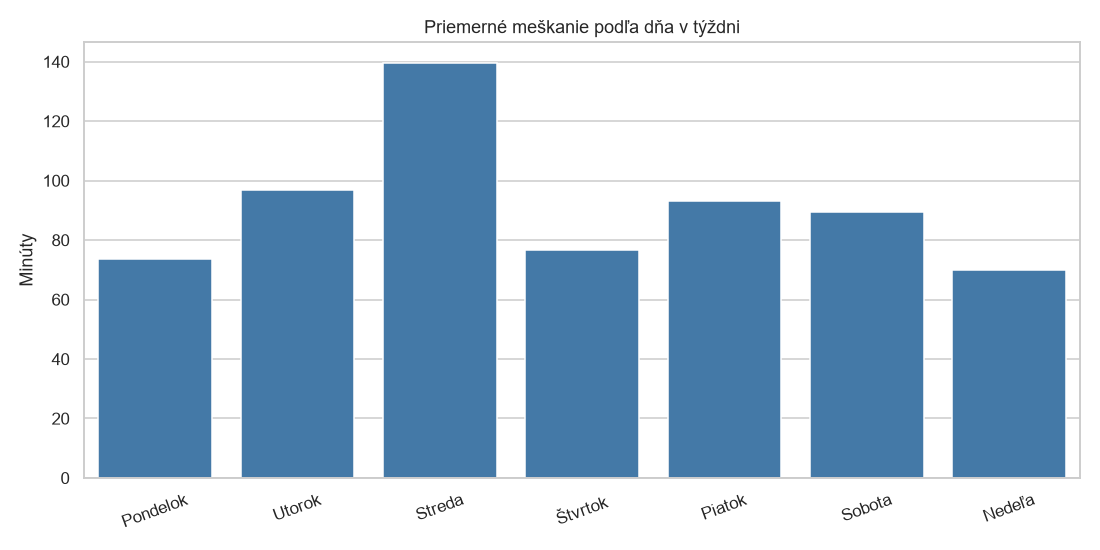 Priemerné meškanie podľa dňa v týždni
Minúty
140
120
100
80
60
40
20
0
Pondelok
Utorok
Streda
Štvrtok
Piatok
Sobota
Nedeľa